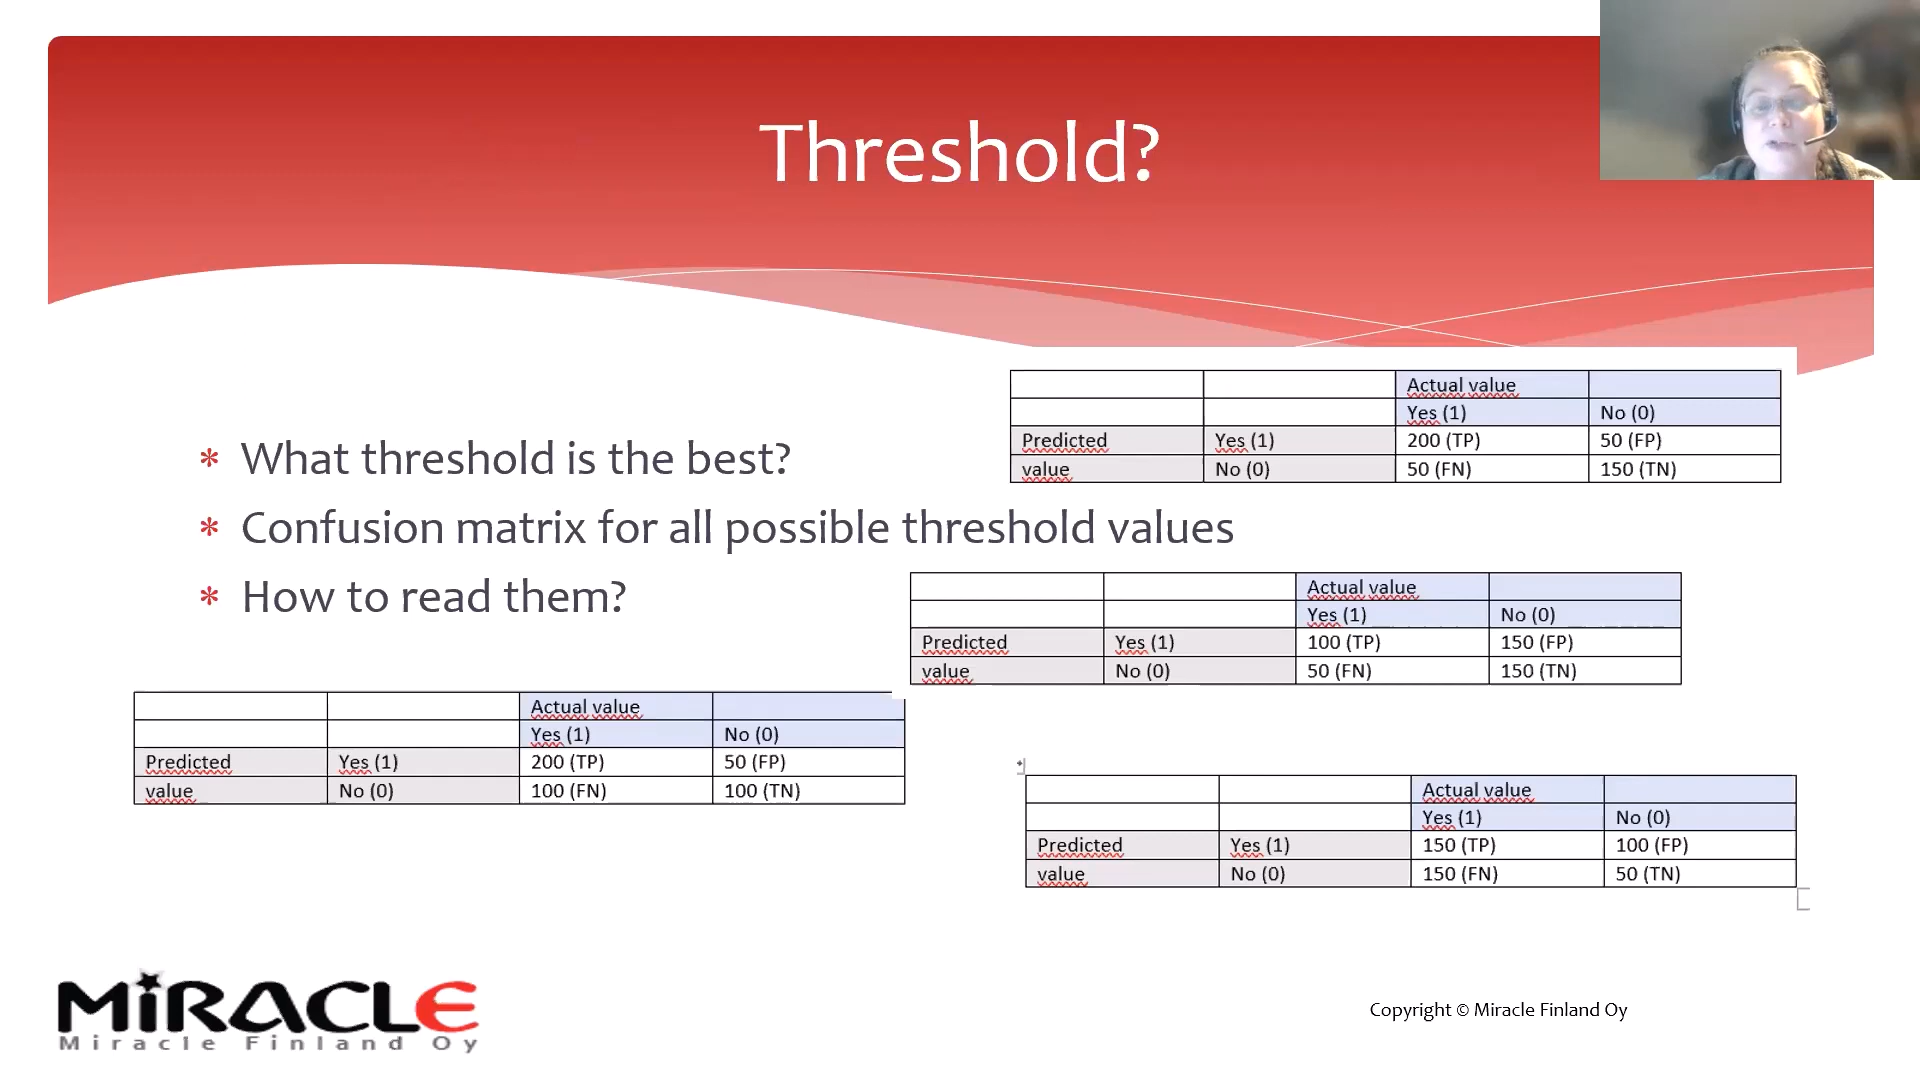 Threshold?
Actual value
Yes (1) No (0)
Predicted Yes (1) 200 (TP) 50 (FP)
value No (0) 50 (FN) 150 (TN)
* What threshold is the best?
* Confusion matrix for all possible threshold values
* How to read them?
Actual value
Yes (1) No (0)
Predicted Yes (1) 100 (TP) 150 (FP)
value No (0) 50 (FN) 150 (TN)
Actual value
Yes (1) No (0)
Predicted Yes (1) 200 (TP) 50 (FP)
value No (0) 100 (FN) 100 (TN)
Actual value
Yes (1) No (0)
Predicted Yes (1) 150 (TP) 100 (FP)
value No (0) 150 (FN) 50 (TN)
MiRACLE
Miracle Finland Oy
Copyright © Miracle Finland Oy